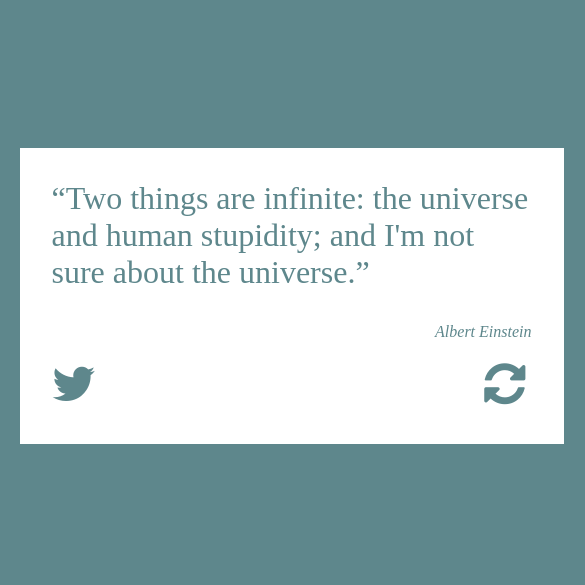 “Two things are infinite: the universe
and human stupidity; and I'm not
sure about the universe.”
Albert Einstein